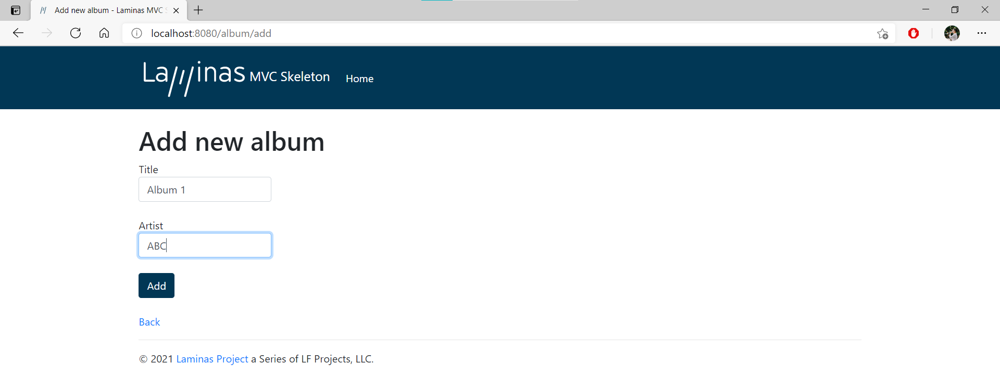 Add new album - Laminas MVC S
localhost:8080/album/add
Laminas MVC Skeleton Home
Add new album
Title
Album 1
Artist
ABC
Add
Back
© 2021 Laminas Project a Series of LF Projects, LLC.